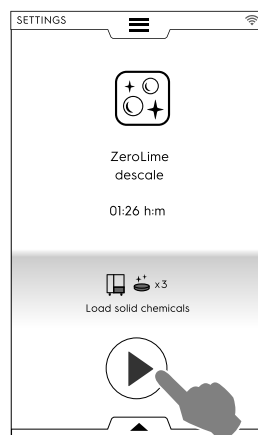 SETTINGS
ZeroLime
descale
01:26 h:m
x3
Load solid chemicals